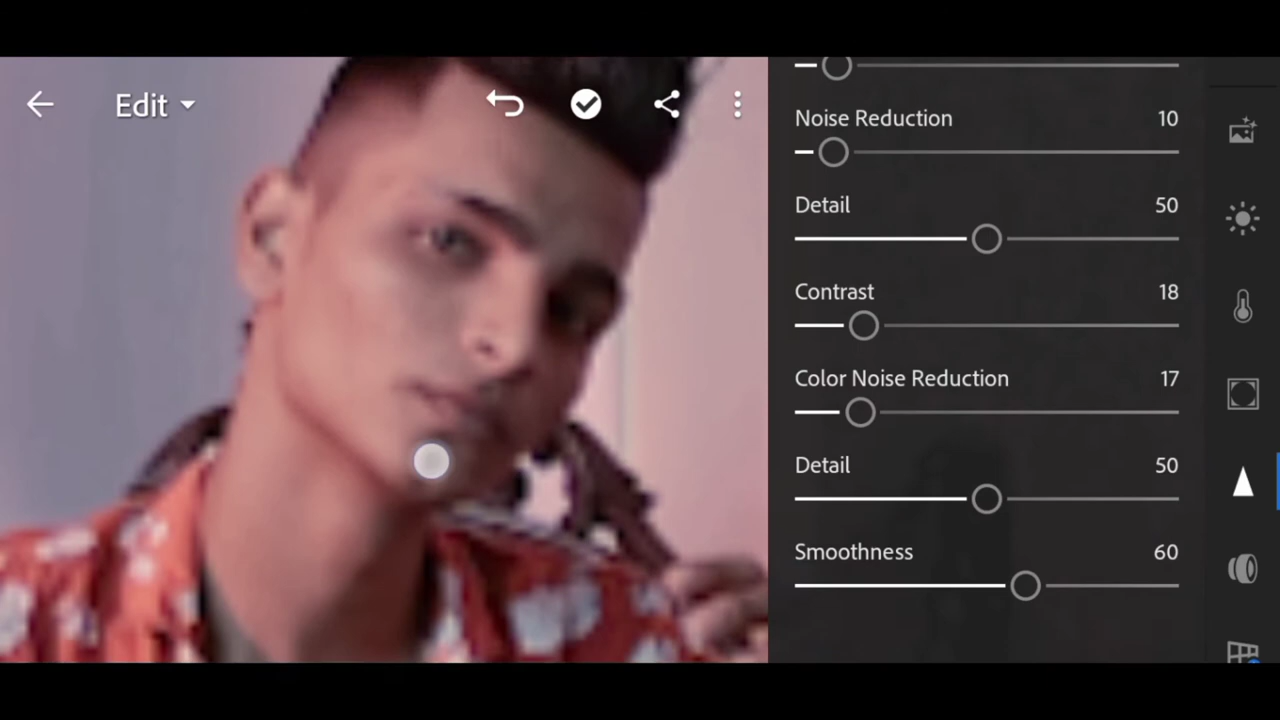 Edit
Noise Reduction 10
Detail 50
Contrast 18
Color Noise Reduction 17
Detail 50
Smoothness 60